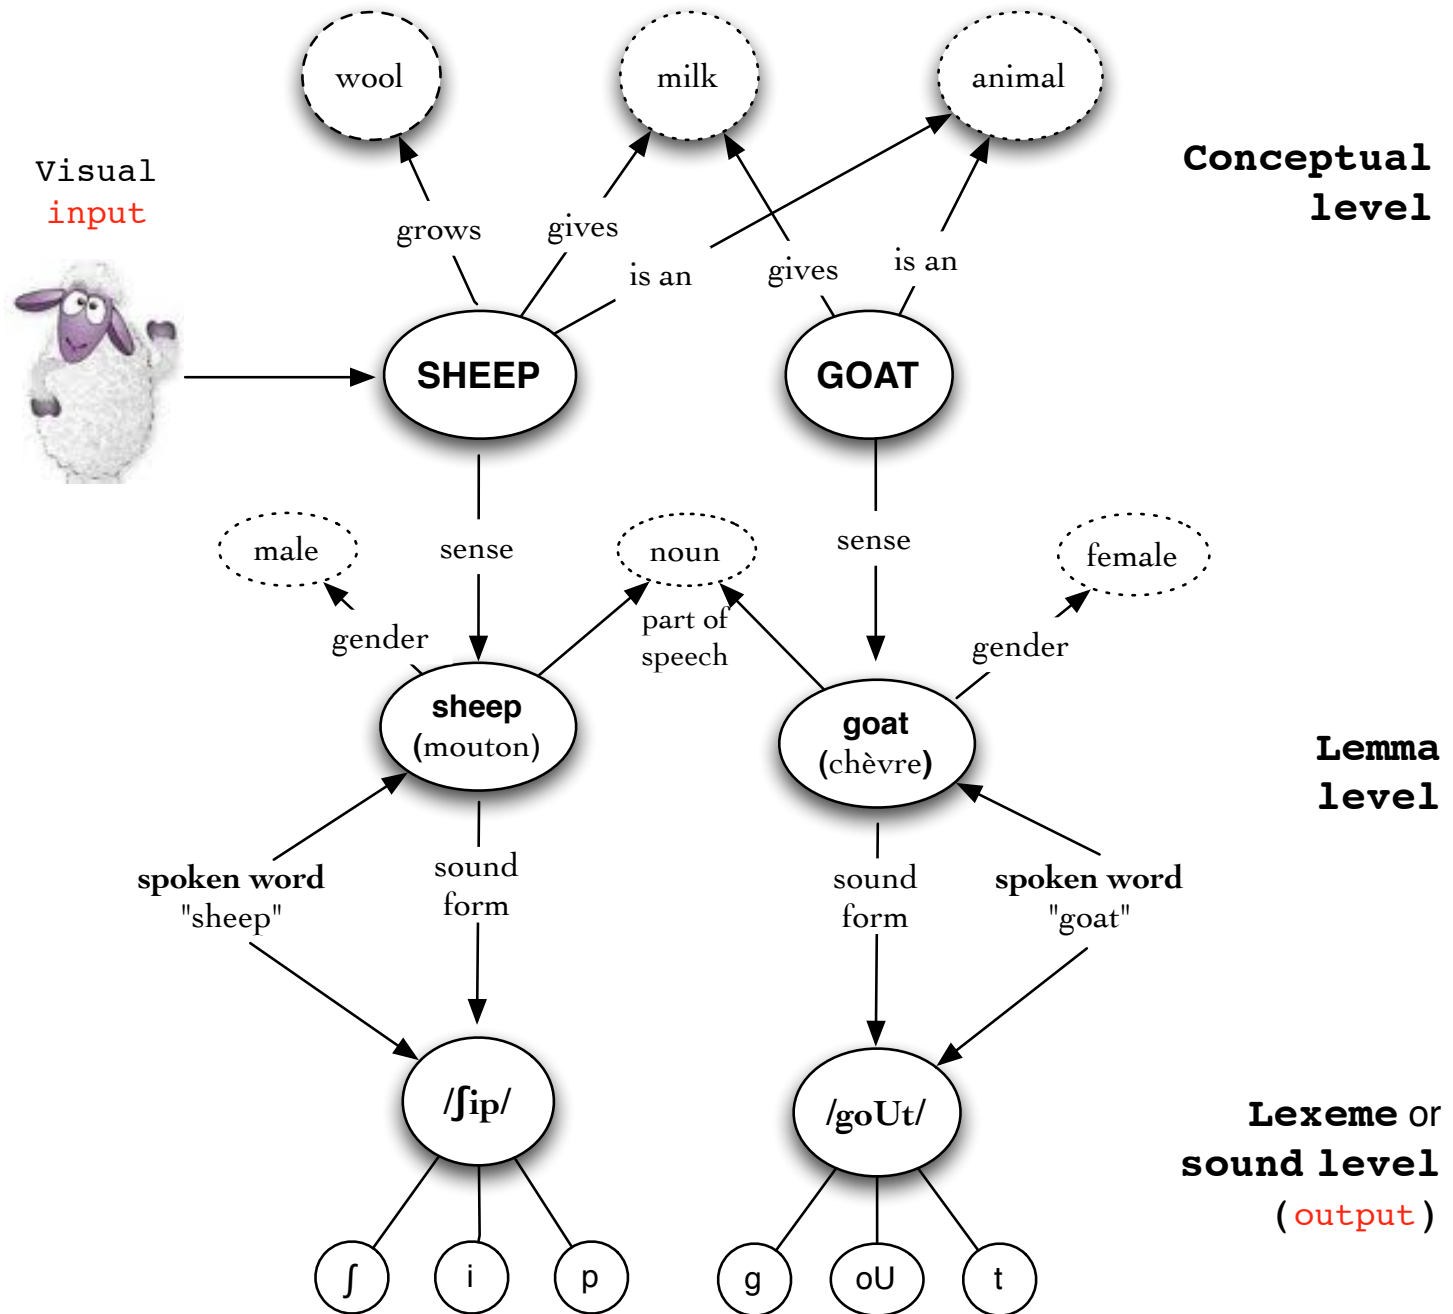 wool
milk
animal
Visual
input
Conceptual
level
grows
gives
is an
gives
is an
SHEEP
GOAT
male
sense
noun
sense
female
gender
part of
speech
gender
sheep
(mouton)
goat
(chèvre)
Lemma
level
spoken word
"sheep"
sound
form
sound
form
spoken word
"goat"
/ʃip/
/goUt/
Lexeme or
sound level
(output)
ʃ
i
p
g
oU
t